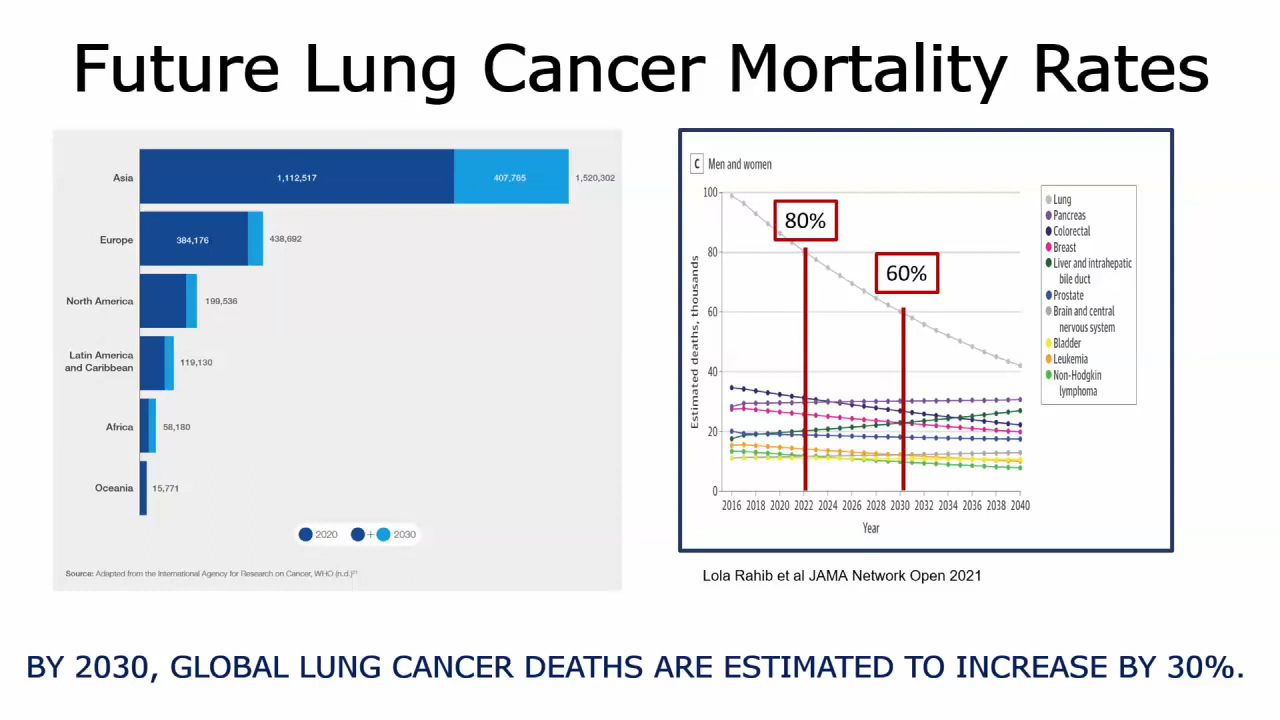 Future Lung Cancer Mortality Rates
Asia
1,112,517
407,785
1,520,302
Europe
384,176
438,692
North America
199,536
Latin America
and Caribbean
119,130
Africa
58,180
Oceania
15,771
2020
+
2030
Source: Adapted from the International Agency for Research on Cancer, WHO (n.d.)
C Men and women
100
80
60
40
20
0
Estimated deaths, thousands
80%
60%
2016 2018 2020 2022 2024 2026 2028 2030 2032 2034 2036 2038 2040
Year
Lung
Pancreas
Colorectal
Breast
Liver and intrahepatic
bile duct
Prostate
Brain and central
nervous system
Bladder
Leukemia
Non-Hodgkin
lymphoma
Lola Rahib et al JAMA Network Open 2021
BY 2030, GLOBAL LUNG CANCER DEATHS ARE ESTIMATED TO INCREASE BY 30%.